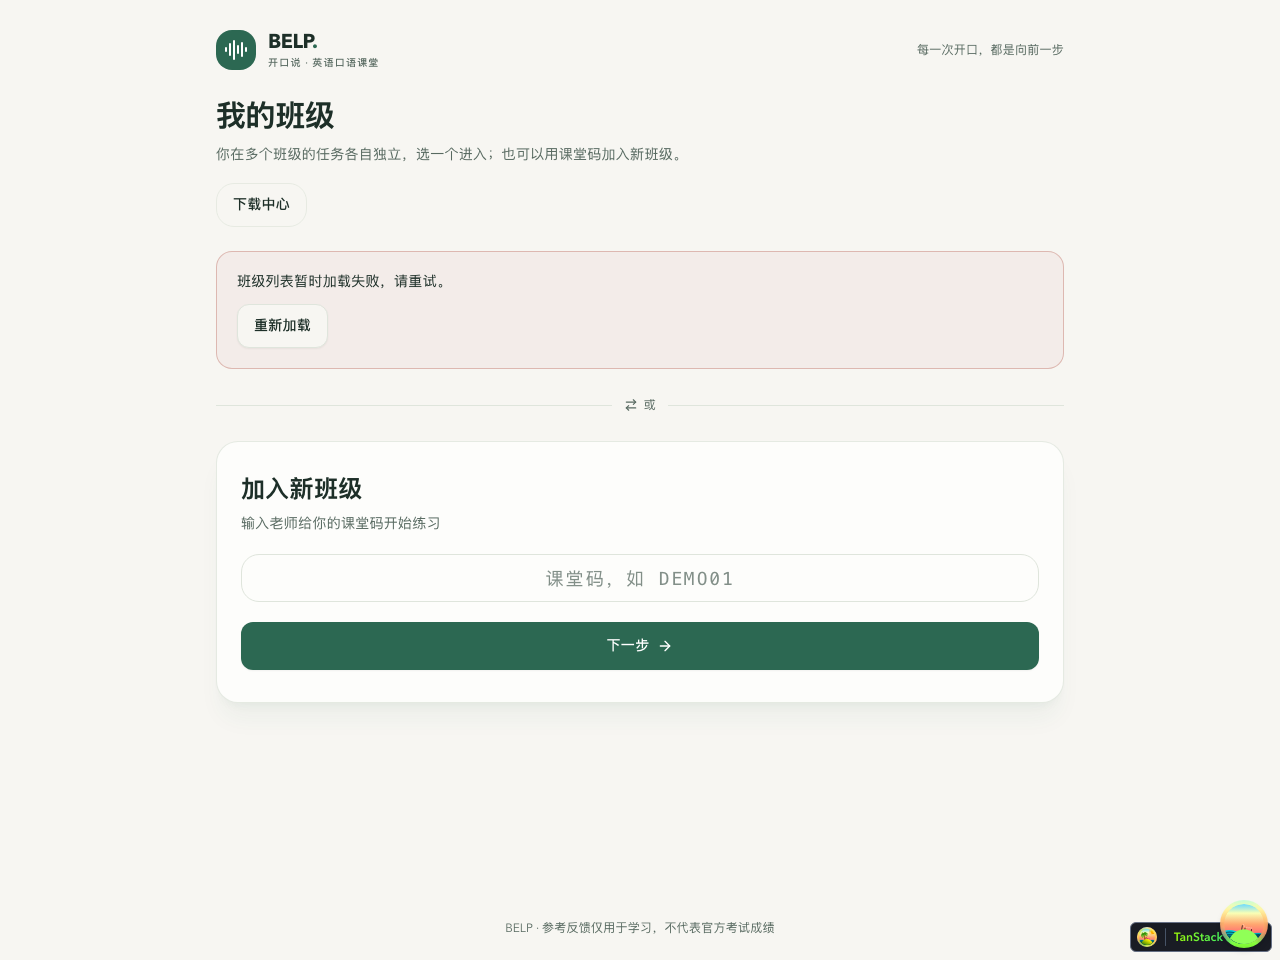 BELP.
开口说 · 英语口语课堂
每一次开口，都是向前一步
我的班级
你在多个班级的任务各自独立，选一个进入；也可以用课堂码加入新班级。
下载中心
班级列表暂时加载失败，请重试。
重新加载
或
加入新班级
输入老师给你的课堂码开始练习
课堂码，如 DEMO01
下一步
BELP · 参考反馈仅用于学习，不代表官方考试成绩
TanStack